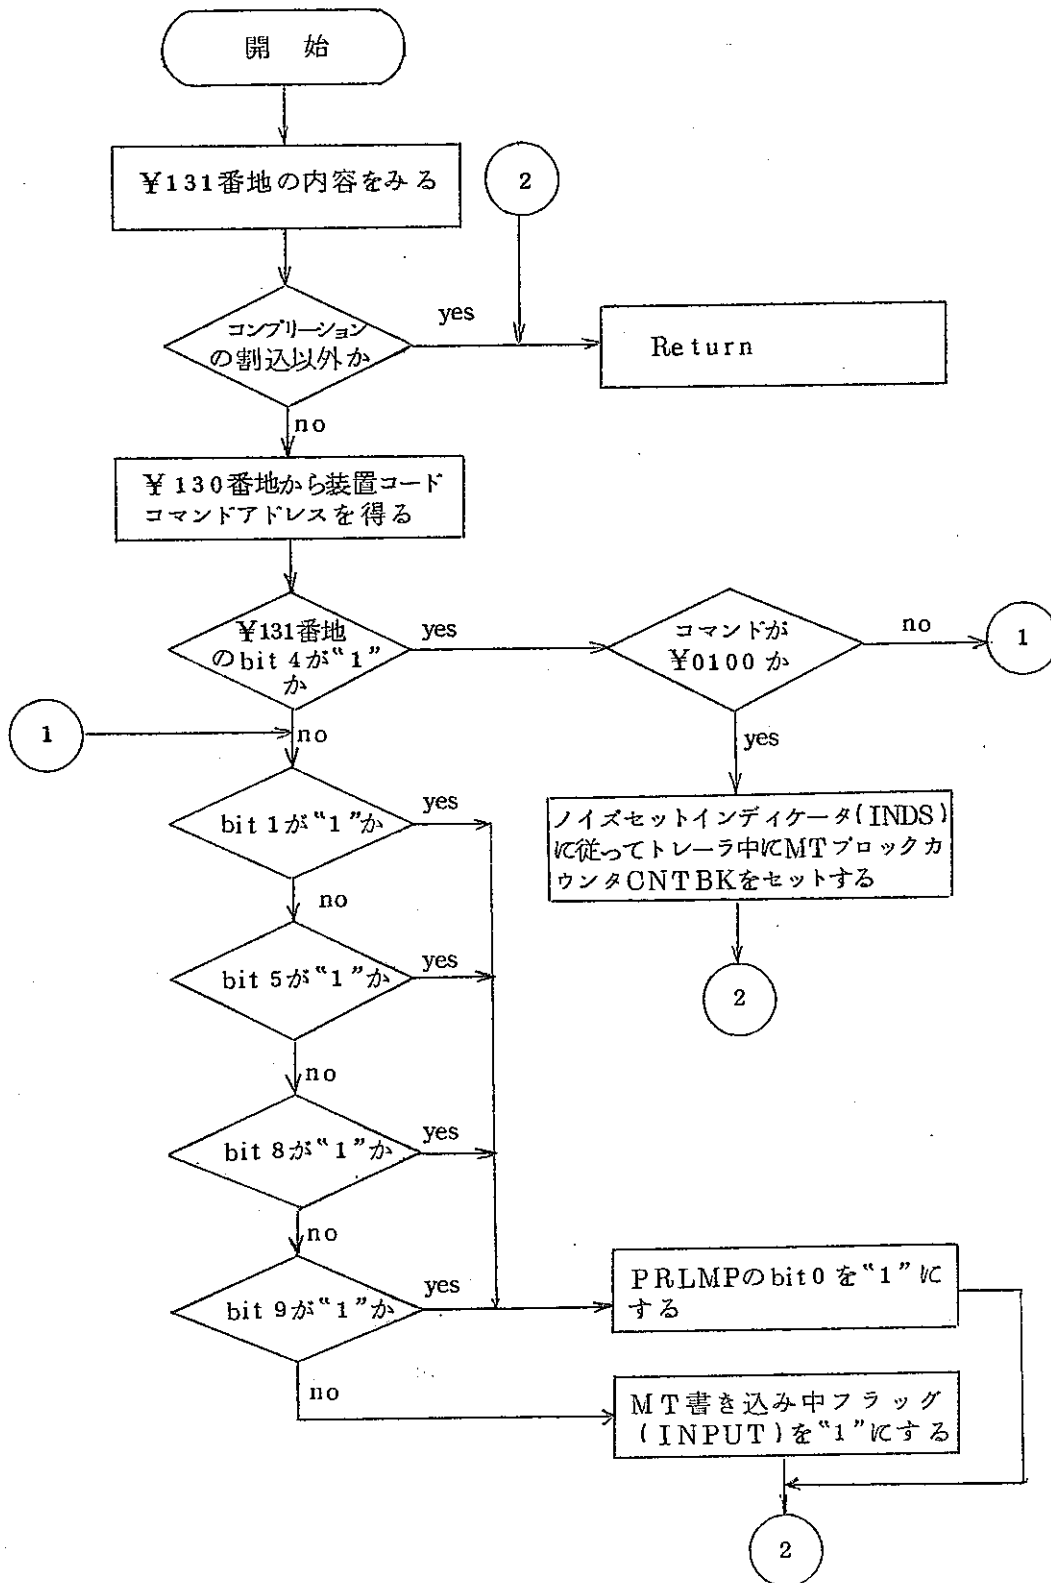 開 始
¥131番地の内容をみる
2
コンプリーション
の割込以外か
yes
Return
no
¥130番地から装置コード
コマンドアドレスを得る
¥131番地
のbit 4が“1”
か
yes
コマンドが
¥0100か
no
1
1
no
yes
bit 1が“1”か
yes
ノイズセットインディケータ(INDS)
に従ってトレーラ中にMTブロックカ
ウンタCNTBKをセットする
no
bit 5が“1”か
yes
2
no
bit 8が“1”か
yes
no
bit 9が“1”か
yes
PRLMPのbit0を“1”に
する
no
MT書き込み中フラッグ
(INPUT)を“1”にする
2